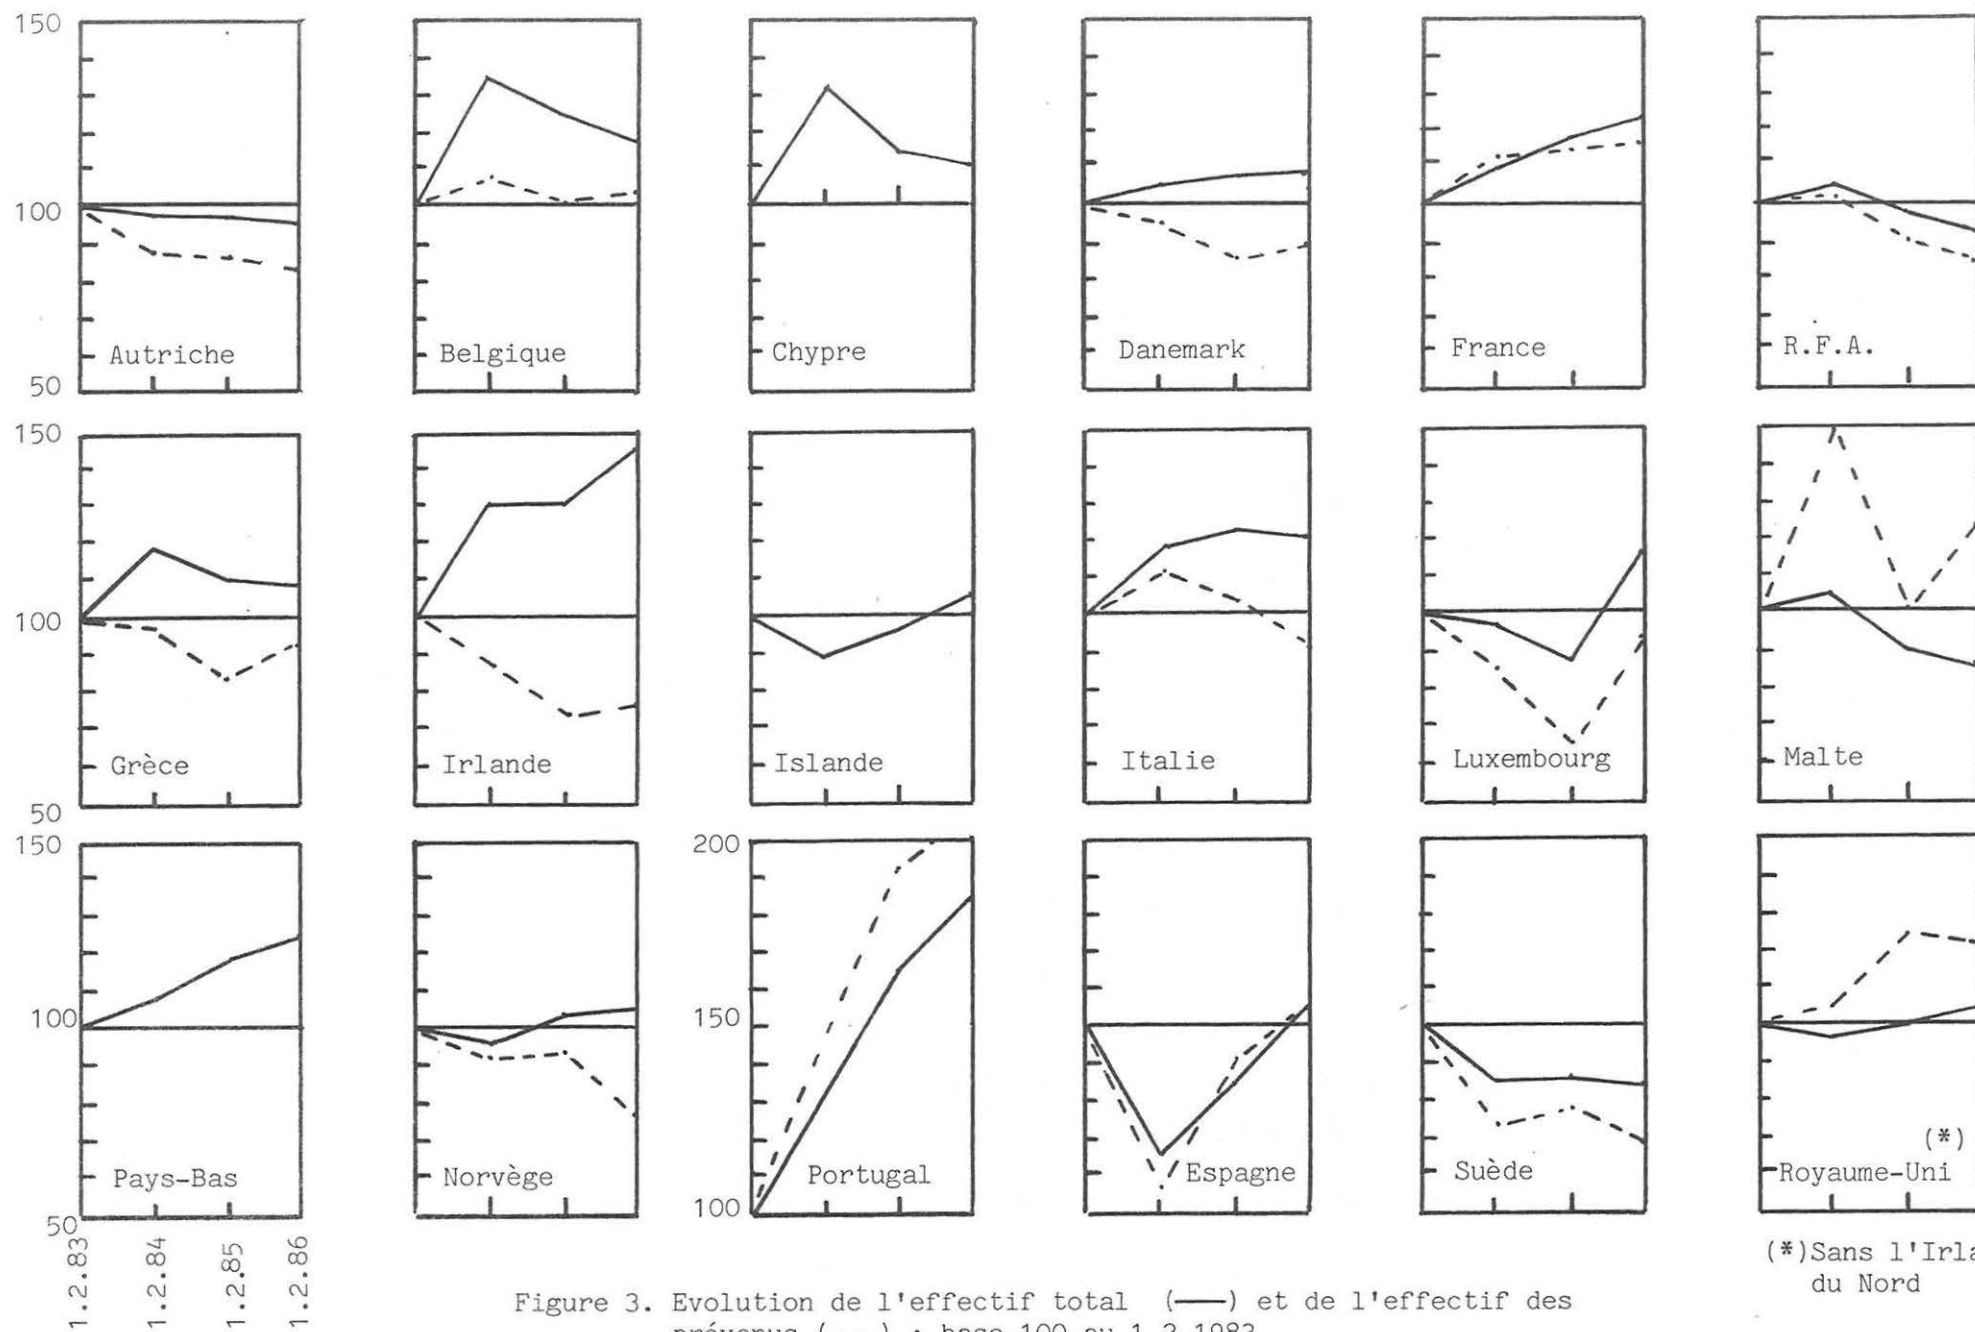 150
100
50
Autriche
Belgique
Chypre
Danemark
France
R.F.A.
150
100
50
Grèce
Irlande
Islande
Italie
Luxembourg
Malte
150
100
50
Pays-Bas
Norvège
200
150
100
Portugal
Espagne
Suède
(*)
Royaume-Uni
1.2.83
1.2.84
1.2.85
1.2.86
(*)Sans l'Irla
du Nord
Figure 3. Evolution de l'effectif total (——) et de l'effectif des